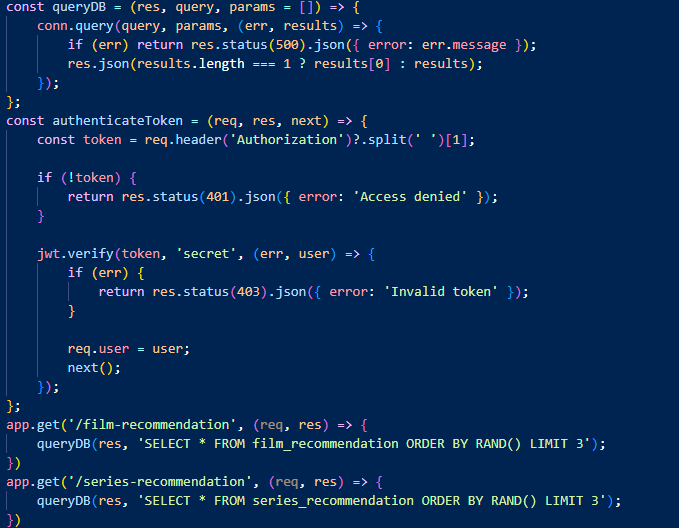 const queryDB = (res, query, params = []) => {
    conn.query(query, params, (err, results) => {
        if (err) return res.status(500).json({ error: err.message });
        res.json(results.length === 1 ? results[0] : results);
    });
};
const authenticateToken = (req, res, next) => {
    const token = req.header('Authorization')?.split(' ')[1];

    if (!token) {
        return res.status(401).json({ error: 'Access denied' });
    }

    jwt.verify(token, 'secret', (err, user) => {
        if (err) {
            return res.status(403).json({ error: 'Invalid token' });
        }

        req.user = user;
        next();
    });
};
app.get('/film-recommendation', (req, res) => {
    queryDB(res, 'SELECT * FROM film_recommendation ORDER BY RAND() LIMIT 3');
})
app.get('/series-recommendation', (req, res) => {
    queryDB(res, 'SELECT * FROM series_recommendation ORDER BY RAND() LIMIT 3');
})